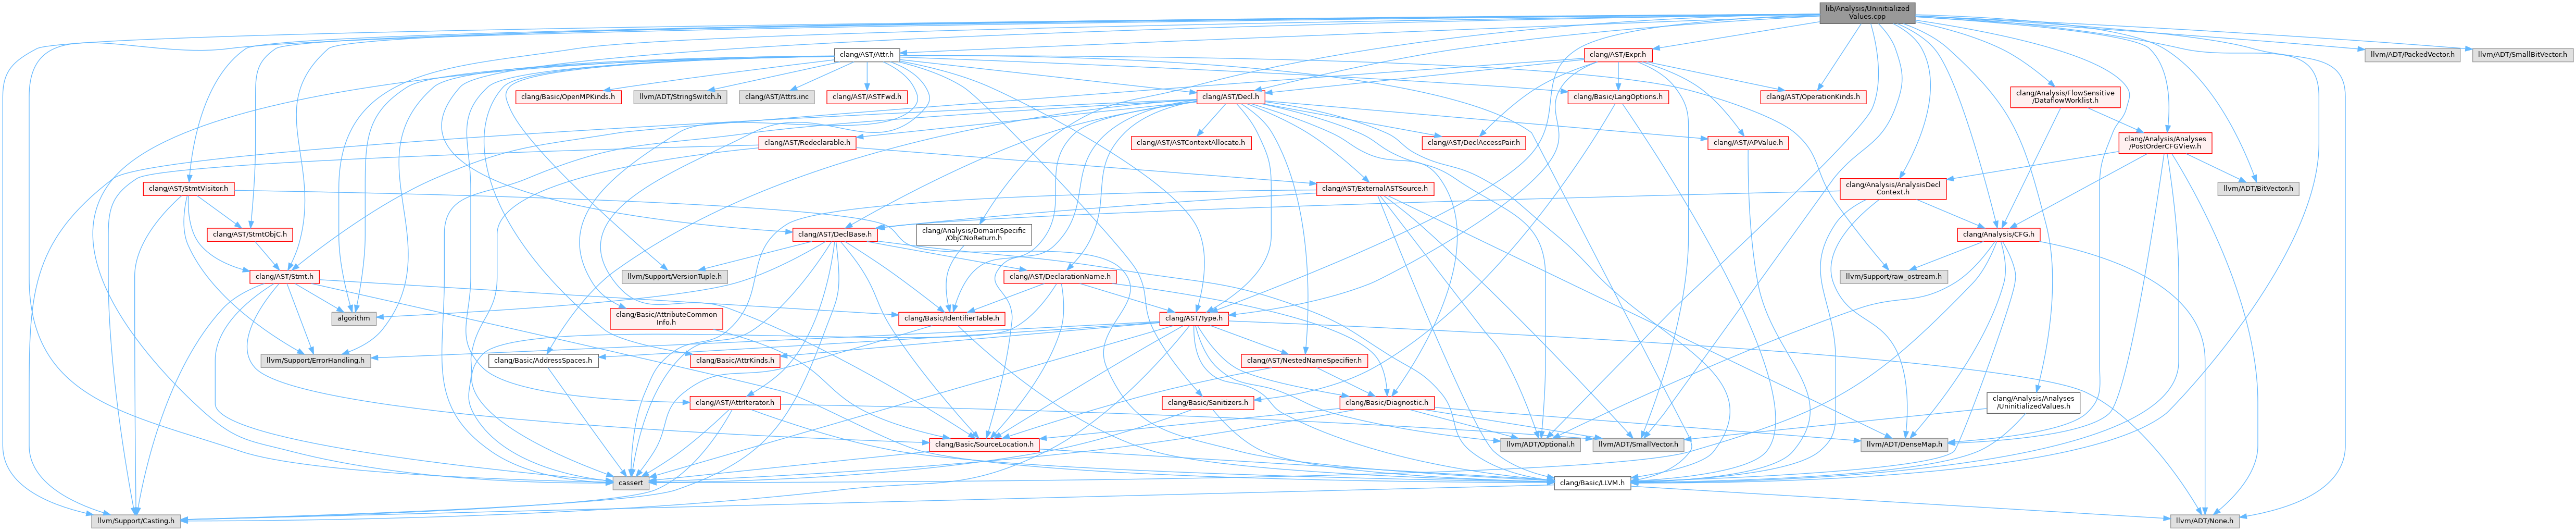 lib/Analysis/Uninitialized
Values.cpp
clang/AST/Attr.h
clang/AST/Expr.h
llvm/ADT/PackedVector.h
llvm/ADT/SmallBitVector.h
clang/Basic/OpenMPKinds.h
llvm/ADT/StringSwitch.h
clang/AST/Attrs.inc
clang/AST/ASTFwd.h
clang/AST/Decl.h
clang/Basic/LangOptions.h
clang/AST/OperationKinds.h
clang/Analysis/FlowSensitive
/DataflowWorklist.h
clang/AST/Redeclarable.h
clang/AST/ASTContextAllocate.h
clang/AST/DeclAccessPair.h
clang/AST/APValue.h
clang/Analysis/Analyses
/PostOrderCFGView.h
clang/AST/StmtVisitor.h
clang/AST/ExternalASTSource.h
clang/Analysis/AnalysisDecl
Context.h
llvm/ADT/BitVector.h
clang/AST/StmtObjC.h
clang/AST/DeclBase.h
clang/Analysis/DomainSpecific
/ObjCNoReturn.h
clang/Analysis/CFG.h
clang/AST/Stmt.h
llvm/Support/VersionTuple.h
clang/AST/DeclarationName.h
llvm/Support/raw_ostream.h
algorithm
clang/Basic/AttributeCommon
Info.h
clang/Basic/IdentifierTable.h
clang/AST/Type.h
llvm/Support/ErrorHandling.h
clang/Basic/AddressSpaces.h
clang/Basic/AttrKinds.h
clang/AST/NestedNameSpecifier.h
clang/AST/AttrIterator.h
clang/Basic/Sanitizers.h
clang/Basic/Diagnostic.h
clang/Analysis/Analyses
/UninitializedValues.h
clang/Basic/SourceLocation.h
llvm/ADT/Optional.h
llvm/ADT/SmallVector.h
llvm/ADT/DenseMap.h
cassert
clang/Basic/LLVM.h
llvm/Support/Casting.h
llvm/ADT/None.h